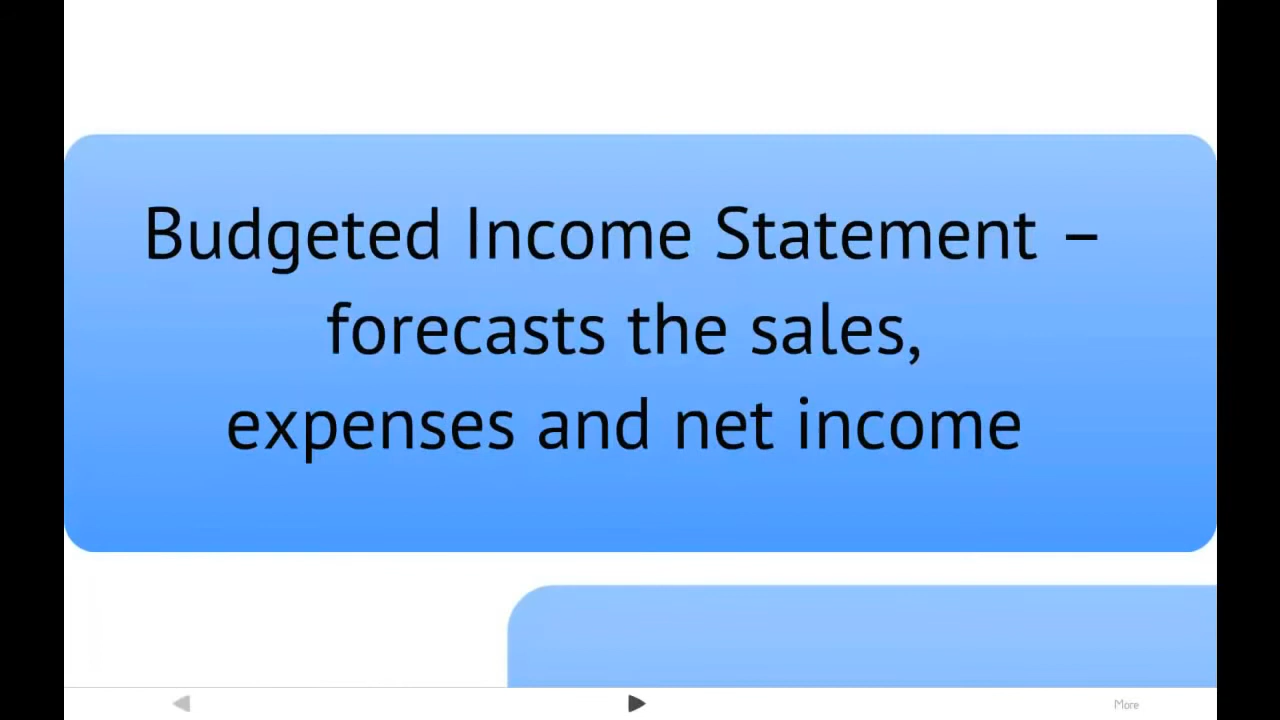 Budgeted Income Statement –
forecasts the sales,
expenses and net income
More